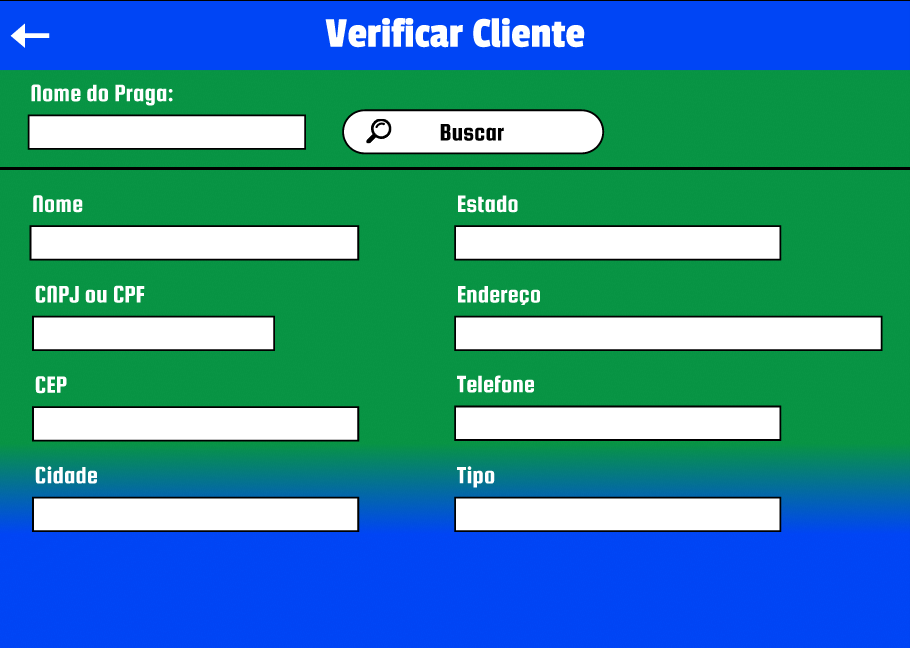 Verificar Cliente
Nome do Praga:
Buscar
Nome
Estado
CNPJ ou CPF
Endereço
CEP
Telefone
Cidade
Tipo